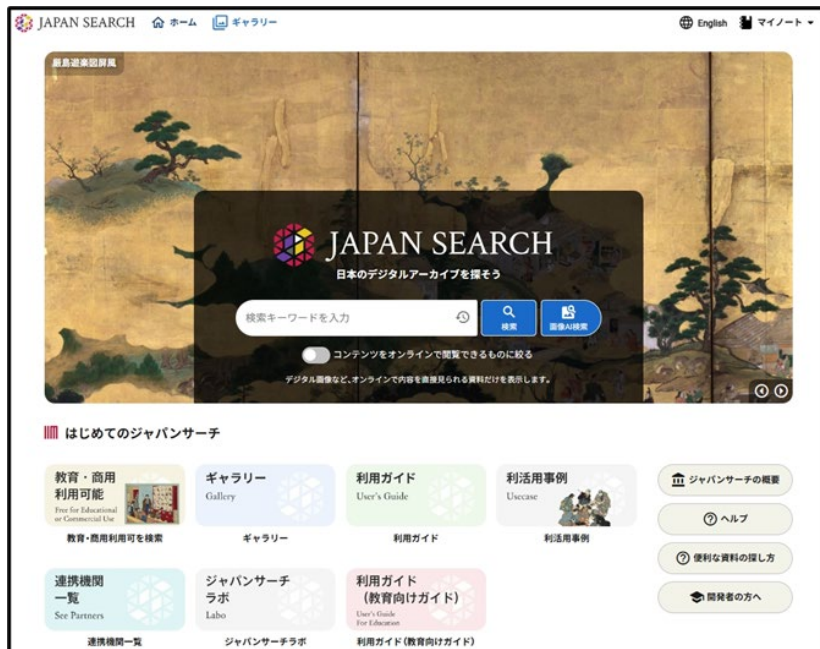 JAPAN SEARCH
ホーム
ギャラリー
English
マイノート
厳島遊楽図屏風
JAPAN SEARCH
日本のデジタルアーカイブを探そう
検索キーワードを入力
検索
画像AI検索
コンテンツをオンラインで閲覧できるものに絞る
デジタル画像など、オンラインで内容を直接見られる資料だけを表示します。
はじめてのジャパンサーチ
教育・商用
利用可能
Free for Educational
or Commercial Use
教育・商用利用可を検索
ギャラリー
Gallery
ギャラリー
利用ガイド
User's Guide
利用ガイド
利活用事例
Usecase
利活用事例
連携機関
一覧
See Partners
連携機関一覧
ジャパンサーチ
ラボ
Labo
ジャパンサーチラボ
利用ガイド
（教育向けガイド）
User's Guide
For Education
利用ガイド（教育向けガイド）
ジャパンサーチの概要
ヘルプ
便利な資料の探し方
開発者の方へ